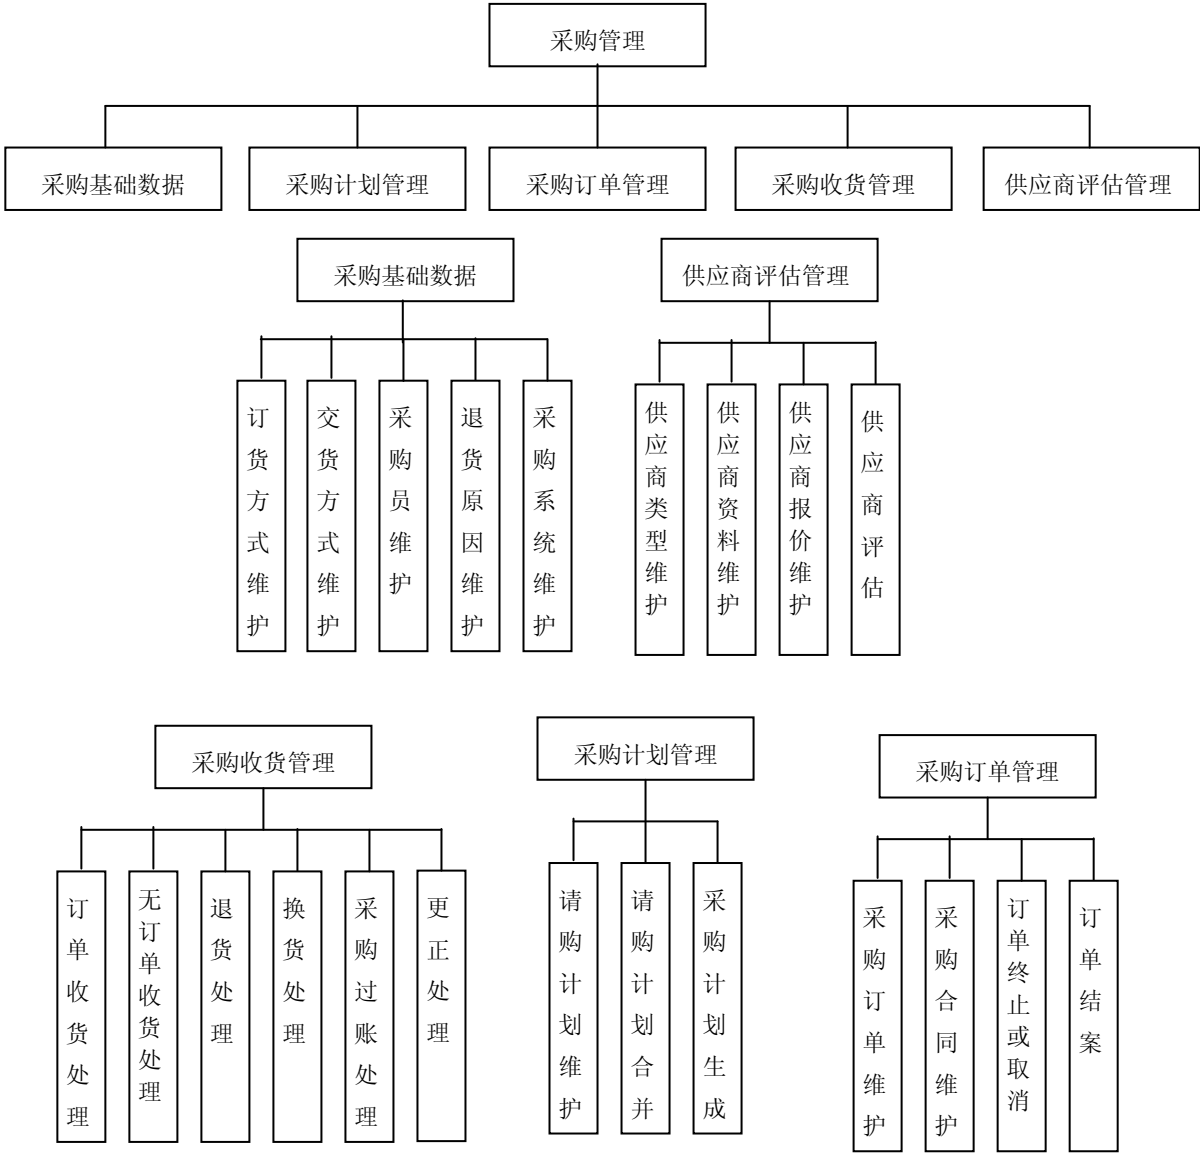 采购管理
采购基础数据
采购计划管理
采购订单管理
采购收货管理
供应商评估管理
采购基础数据
供应商评估管理
订货方式维护
交货方式维护
采购员维护
退货原因维护
采购系统维护
供应商类型维护
供应商资料维护
供应商报价维护
供应商评估
采购收货管理
采购计划管理
采购订单管理
订单收货处理
无订单收货处理
退货处理
换货处理
采购过账处理
更正处理
请购计划维护
请购计划合并
采购计划生成
采购订单维护
采购合同维护
订单终止或取消
订单结案